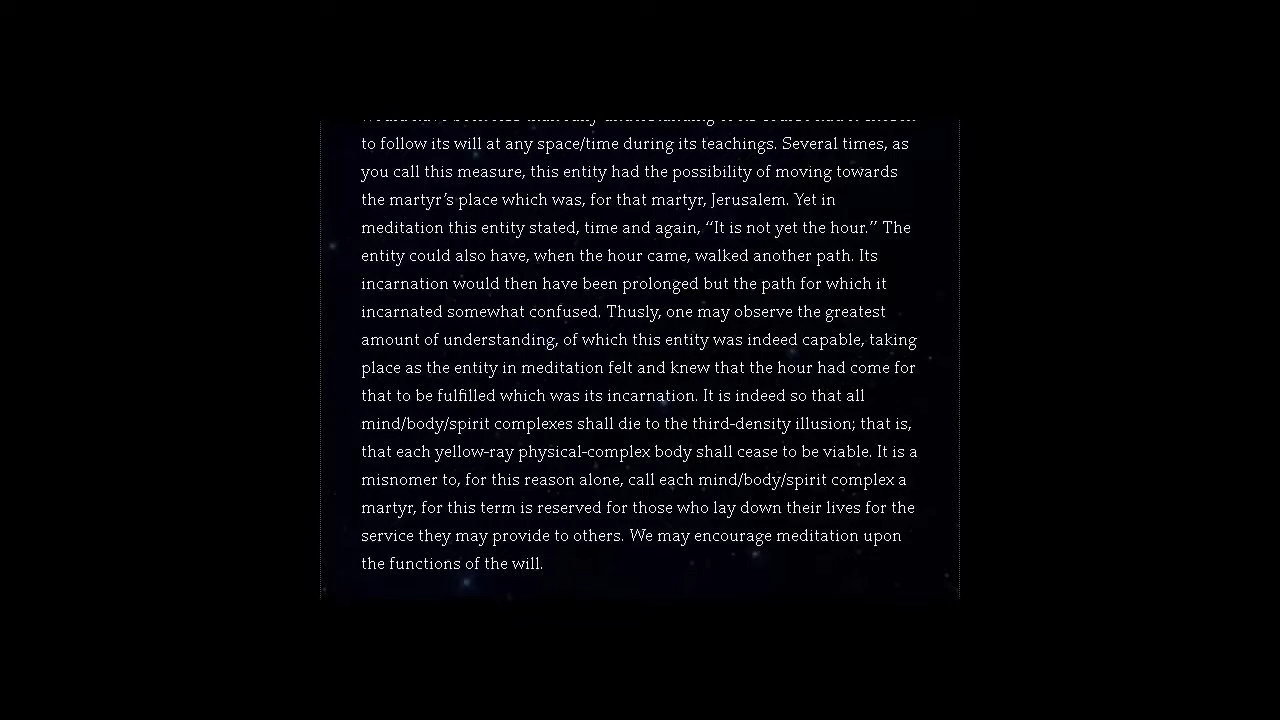 to follow its will at any space/time during its teachings. Several times, as
you call this measure, this entity had the possibility of moving towards
the martyr’s place which was, for that martyr, Jerusalem. Yet in
meditation this entity stated, time and again, “It is not yet the hour.” The
entity could also have, when the hour came, walked another path. Its
incarnation would then have been prolonged but the path for which it
incarnated somewhat confused. Thusly, one may observe the greatest
amount of understanding, of which this entity was indeed capable, taking
place as the entity in meditation felt and knew that the hour had come for
that to be fulfilled which was its incarnation. It is indeed so that all
mind/body/spirit complexes shall die to the third-density illusion; that is,
that each yellow-ray physical-complex body shall cease to be viable. It is a
misnomer to, for this reason alone, call each mind/body/spirit complex a
martyr, for this term is reserved for those who lay down their lives for the
service they may provide to others. We may encourage meditation upon
the functions of the will.